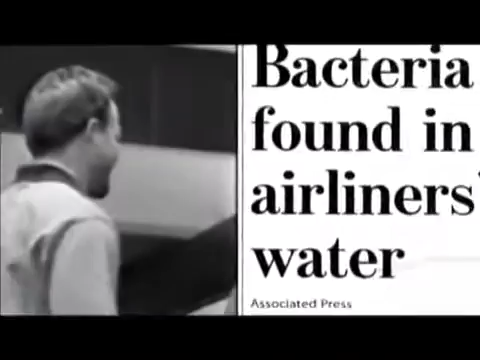 Bacteria
found in
airliners'
water
Associated Press